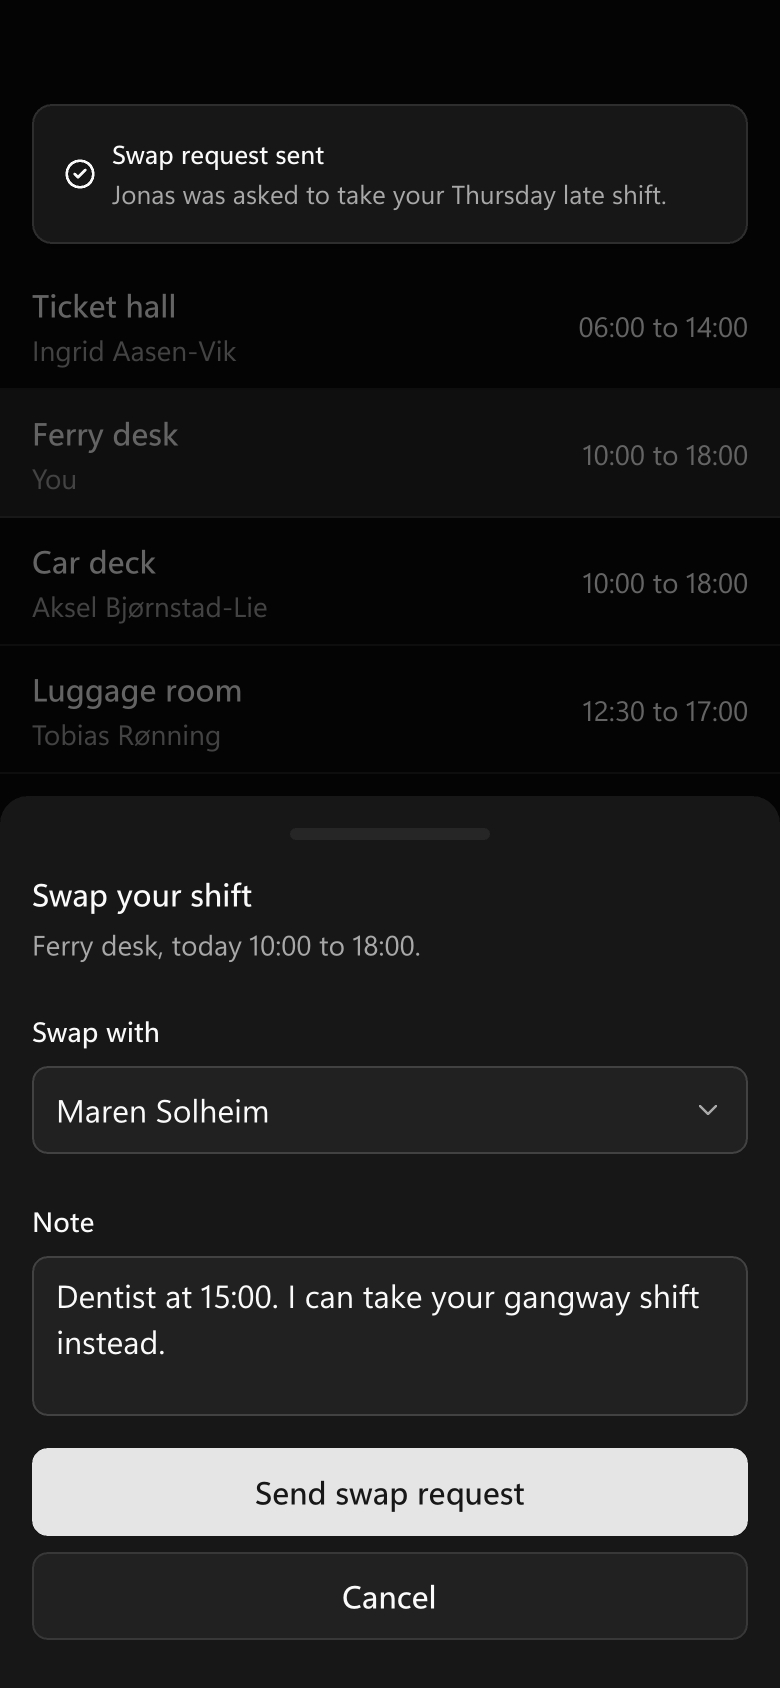 Swap request sent
Jonas was asked to take your Thursday late shift.
Ticket hall
Ingrid Aasen-Vik
06:00 to 14:00
Ferry desk
You
10:00 to 18:00
Car deck
Aksel Bjørnstad-Lie
10:00 to 18:00
Luggage room
Tobias Rønning
12:30 to 17:00
Swap your shift
Ferry desk, today 10:00 to 18:00.
Swap with
Maren Solheim
Note
Dentist at 15:00. I can take your gangway shift
instead.
Send swap request
Cancel